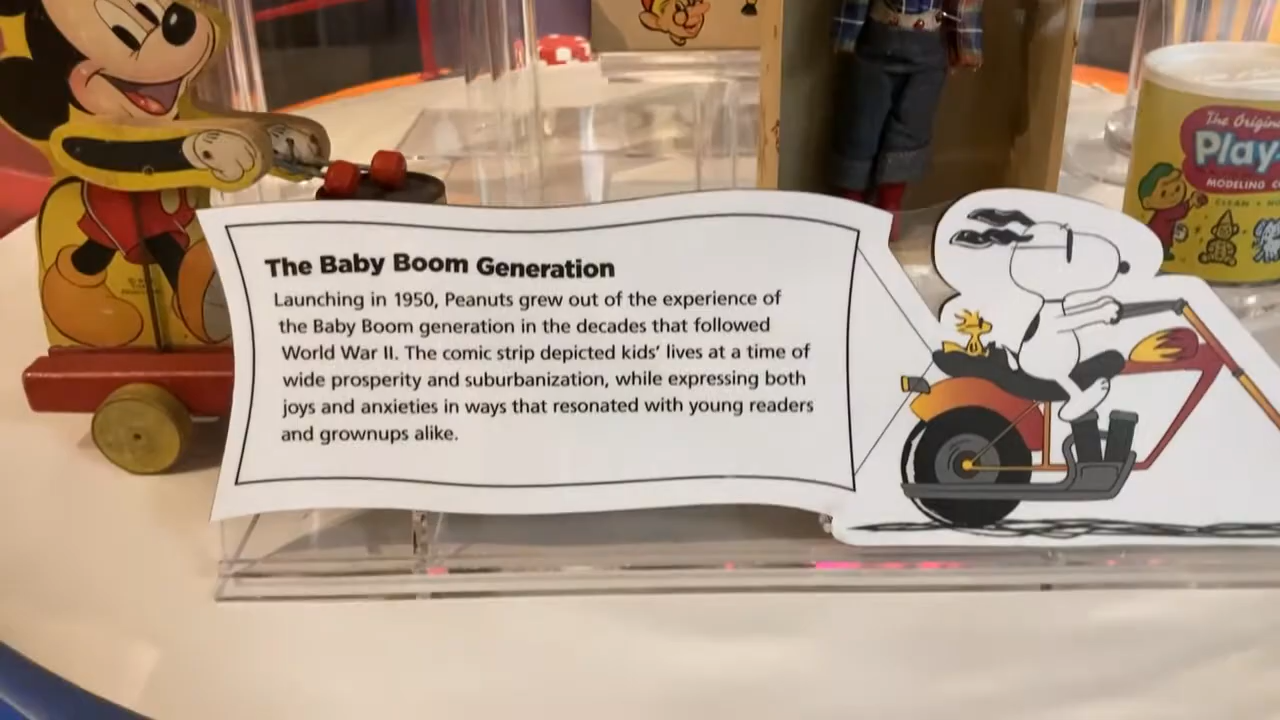 The Baby Boom Generation
Launching in 1950, Peanuts grew out of the experience of
the Baby Boom generation in the decades that followed
World War II. The comic strip depicted kids' lives at a time of
wide prosperity and suburbanization, while expressing both
joys and anxieties in ways that resonated with young readers
and grownups alike.
The Origin
Play-
MODELING C
CLEAN